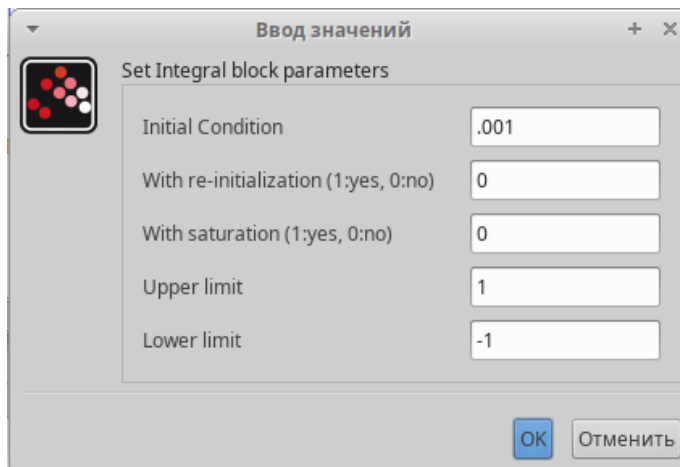 Ввод значений
Set Integral block parameters
Initial Condition .001
With re-initialization (1:yes, 0:no) 0
With saturation (1:yes, 0:no) 0
Upper limit 1
Lower limit -1
OK Отменить